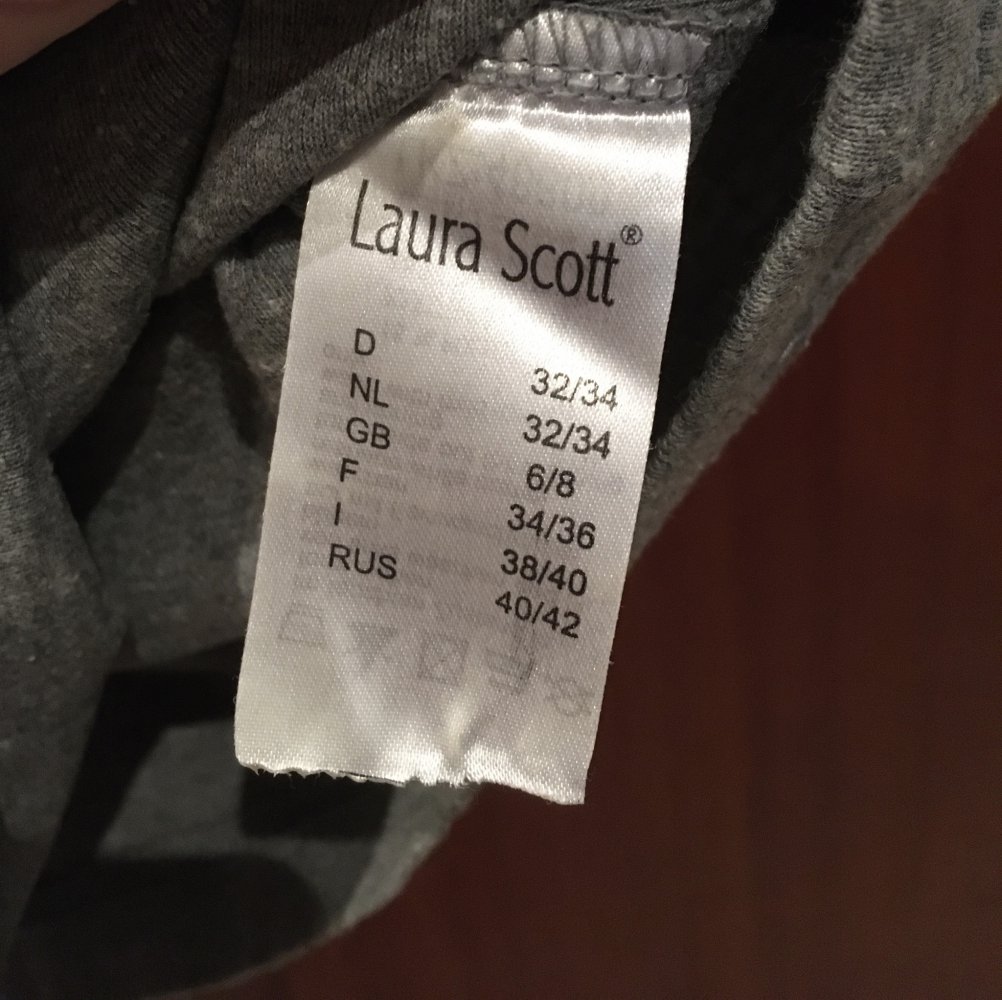 Laura Scott®
D 32/34
NL 32/34
GB 6/8
F 34/36
I 38/40
RUS 40/42